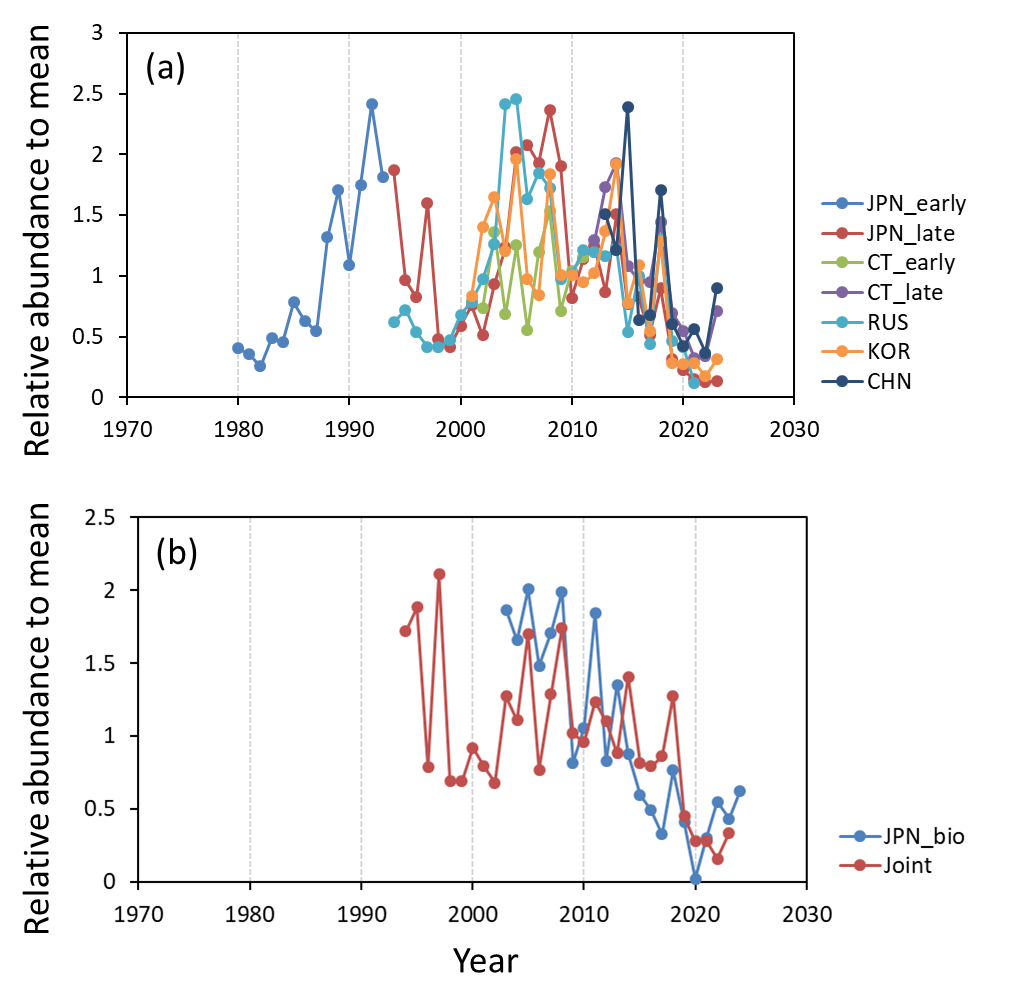 Relative abundance to mean
(a)
3
2.5
2
1.5
1
0.5
0
1970 1980 1990 2000 2010 2020 2030
JPN_early
JPN_late
CT_early
CT_late
RUS
KOR
CHN
Relative abundance to mean
(b)
2.5
2
1.5
1
0.5
0
1970 1980 1990 2000 2010 2020 2030
JPN_bio
Joint
Year